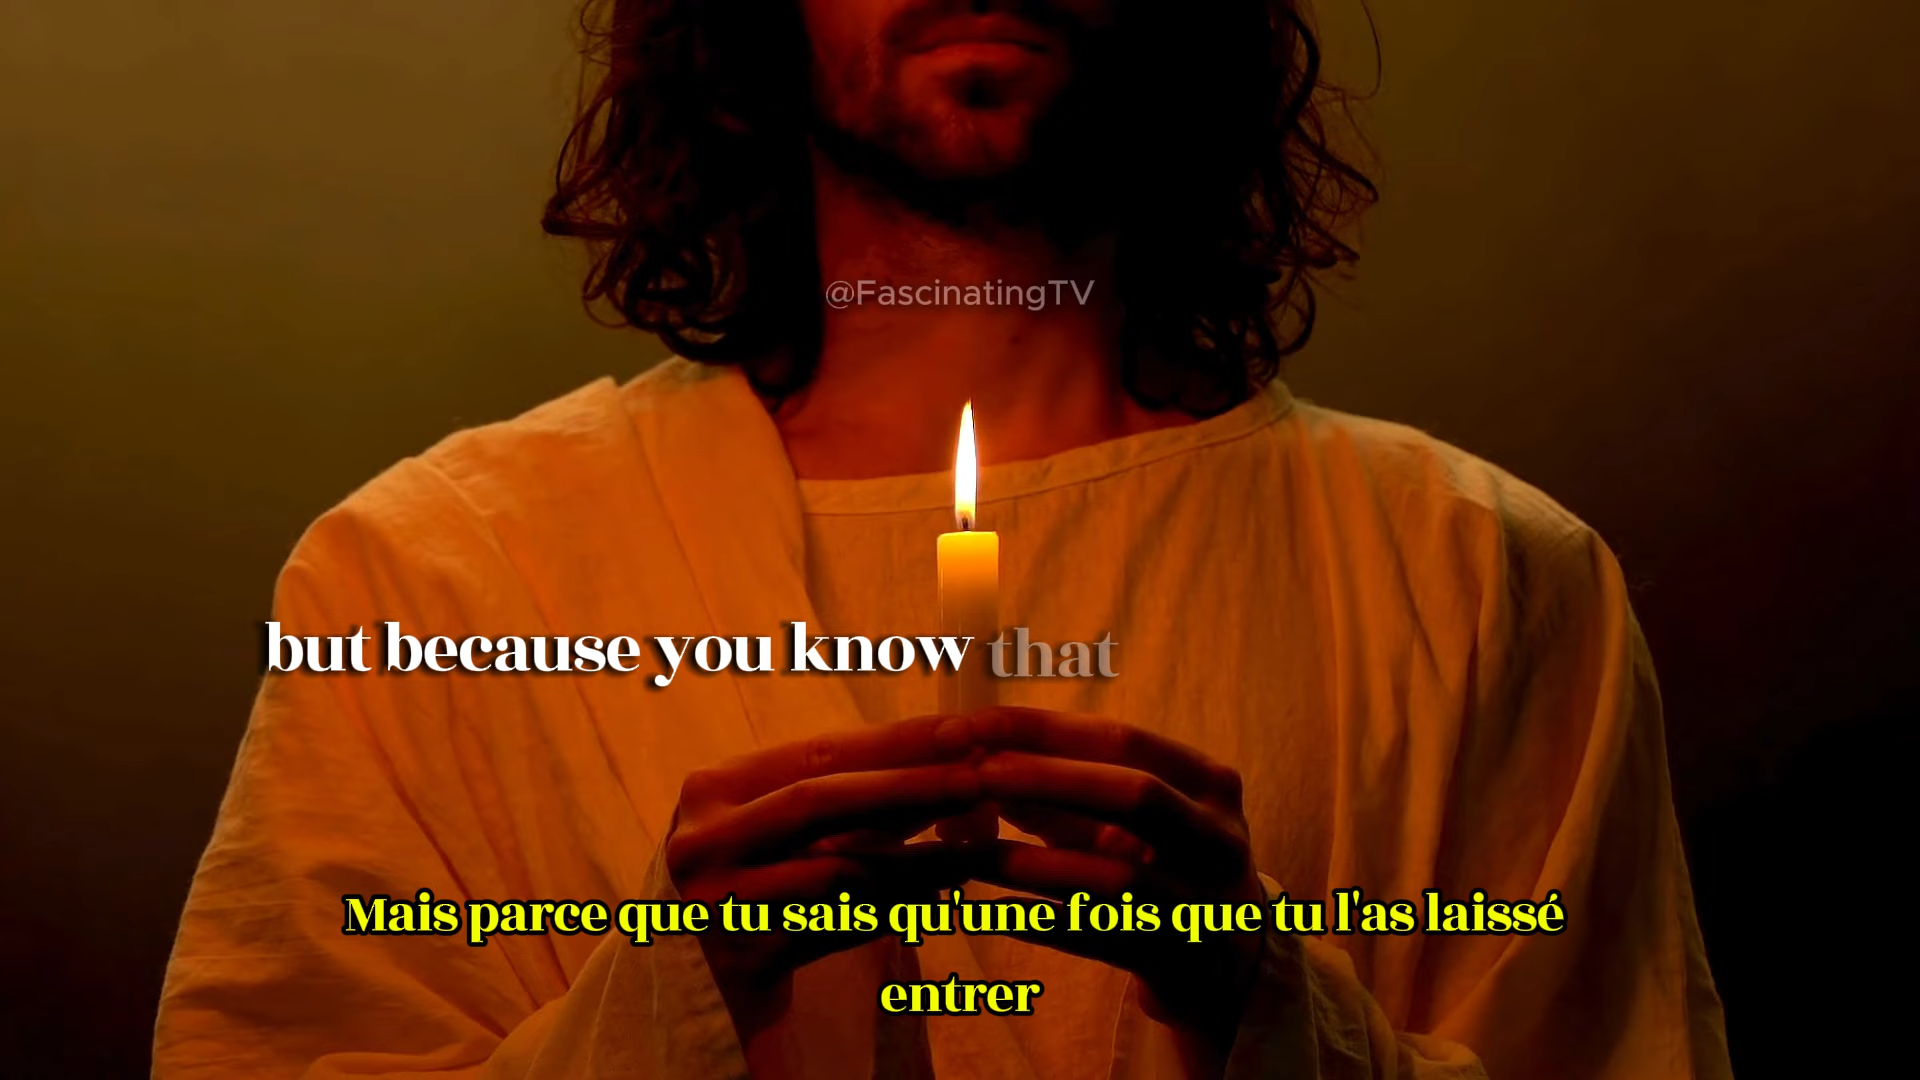 @FascinatingTV
but because you know that
Mais parce que tu sais qu'une fois que tu l'as laissé
entrer